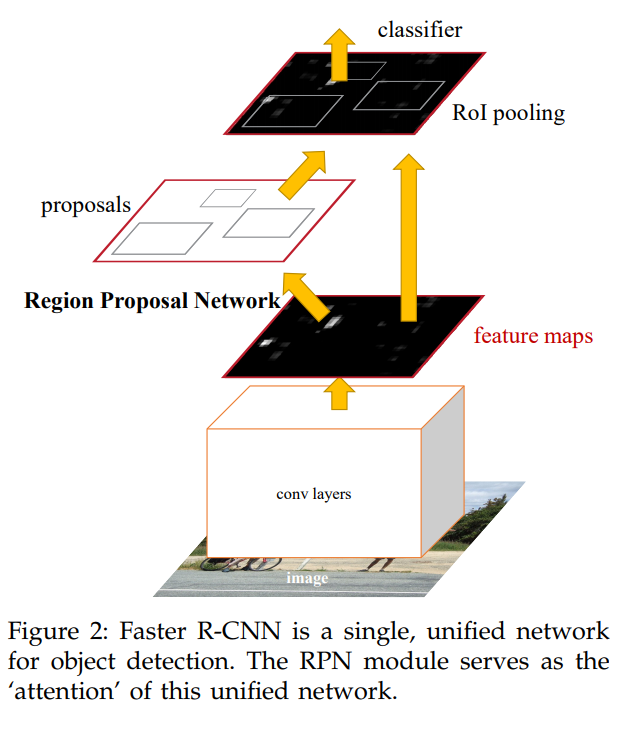 classifier
RoI pooling
proposals
Region Proposal Network
feature maps
conv layers
image
Figure 2: Faster R-CNN is a single, unified network
for object detection. The RPN module serves as the
‘attention’ of this unified network.